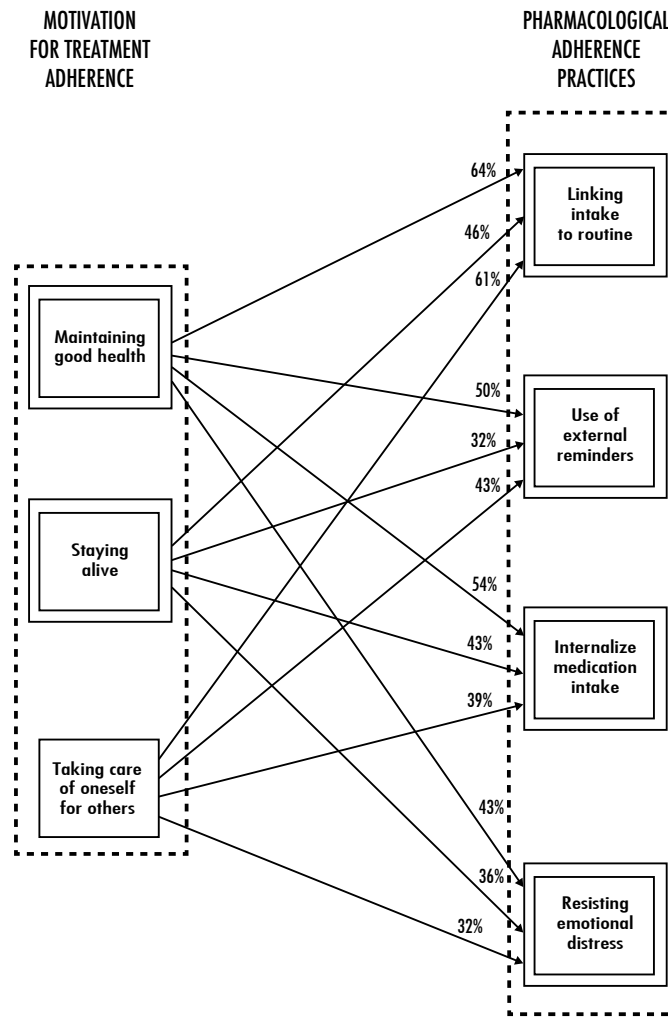 MOTIVATION
FOR TREATMENT
ADHERENCE
PHARMACOLOGICAL
ADHERENCE
PRACTICES
64%
Linking
intake
to routine
46%
61%
Maintaining
good health
50%
Use of
external
reminders
32%
43%
Staying
alive
54%
43%
Internalize
medication
intake
39%
Taking care
of oneself
for others
43%
36%
Resisting
emotional
distress
32%